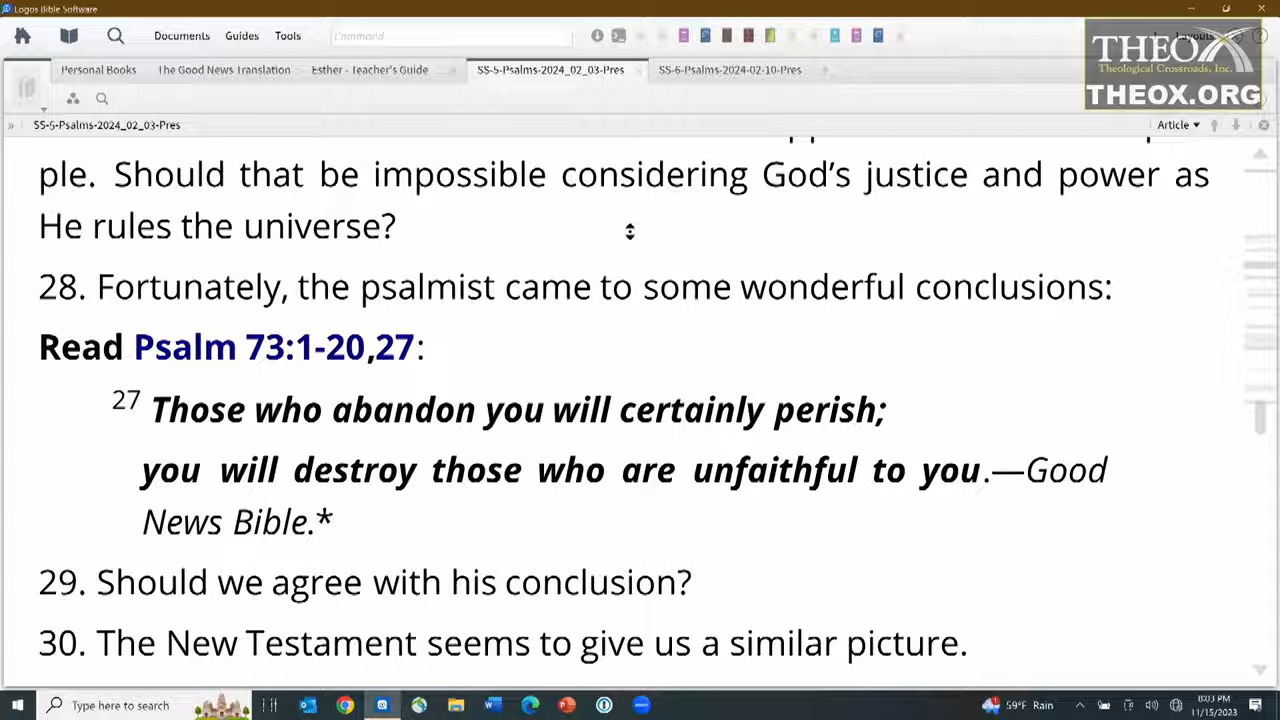 Logos Bible Software
Documents Guides Tools Command
THEOX
Theological Crossroads, Inc.
THEOX.ORG
Personal Books The Good News Translation Esther - Teacher's SS-5-Psalms-2024_02_03-Pres SS-6-Psalms-2024-02-10-Pres
SS-5-Psalms-2024_02_03-Pres Article
ple. Should that be impossible considering God's justice and power as
He rules the universe?
28. Fortunately, the psalmist came to some wonderful conclusions:
Read Psalm 73:1-20,27:
27 Those who abandon you will certainly perish;
you will destroy those who are unfaithful to you.—Good
News Bible.*
29. Should we agree with his conclusion?
30. The New Testament seems to give us a similar picture.
Type here to search 59°F Rain 8:03 PM
11/15/2023